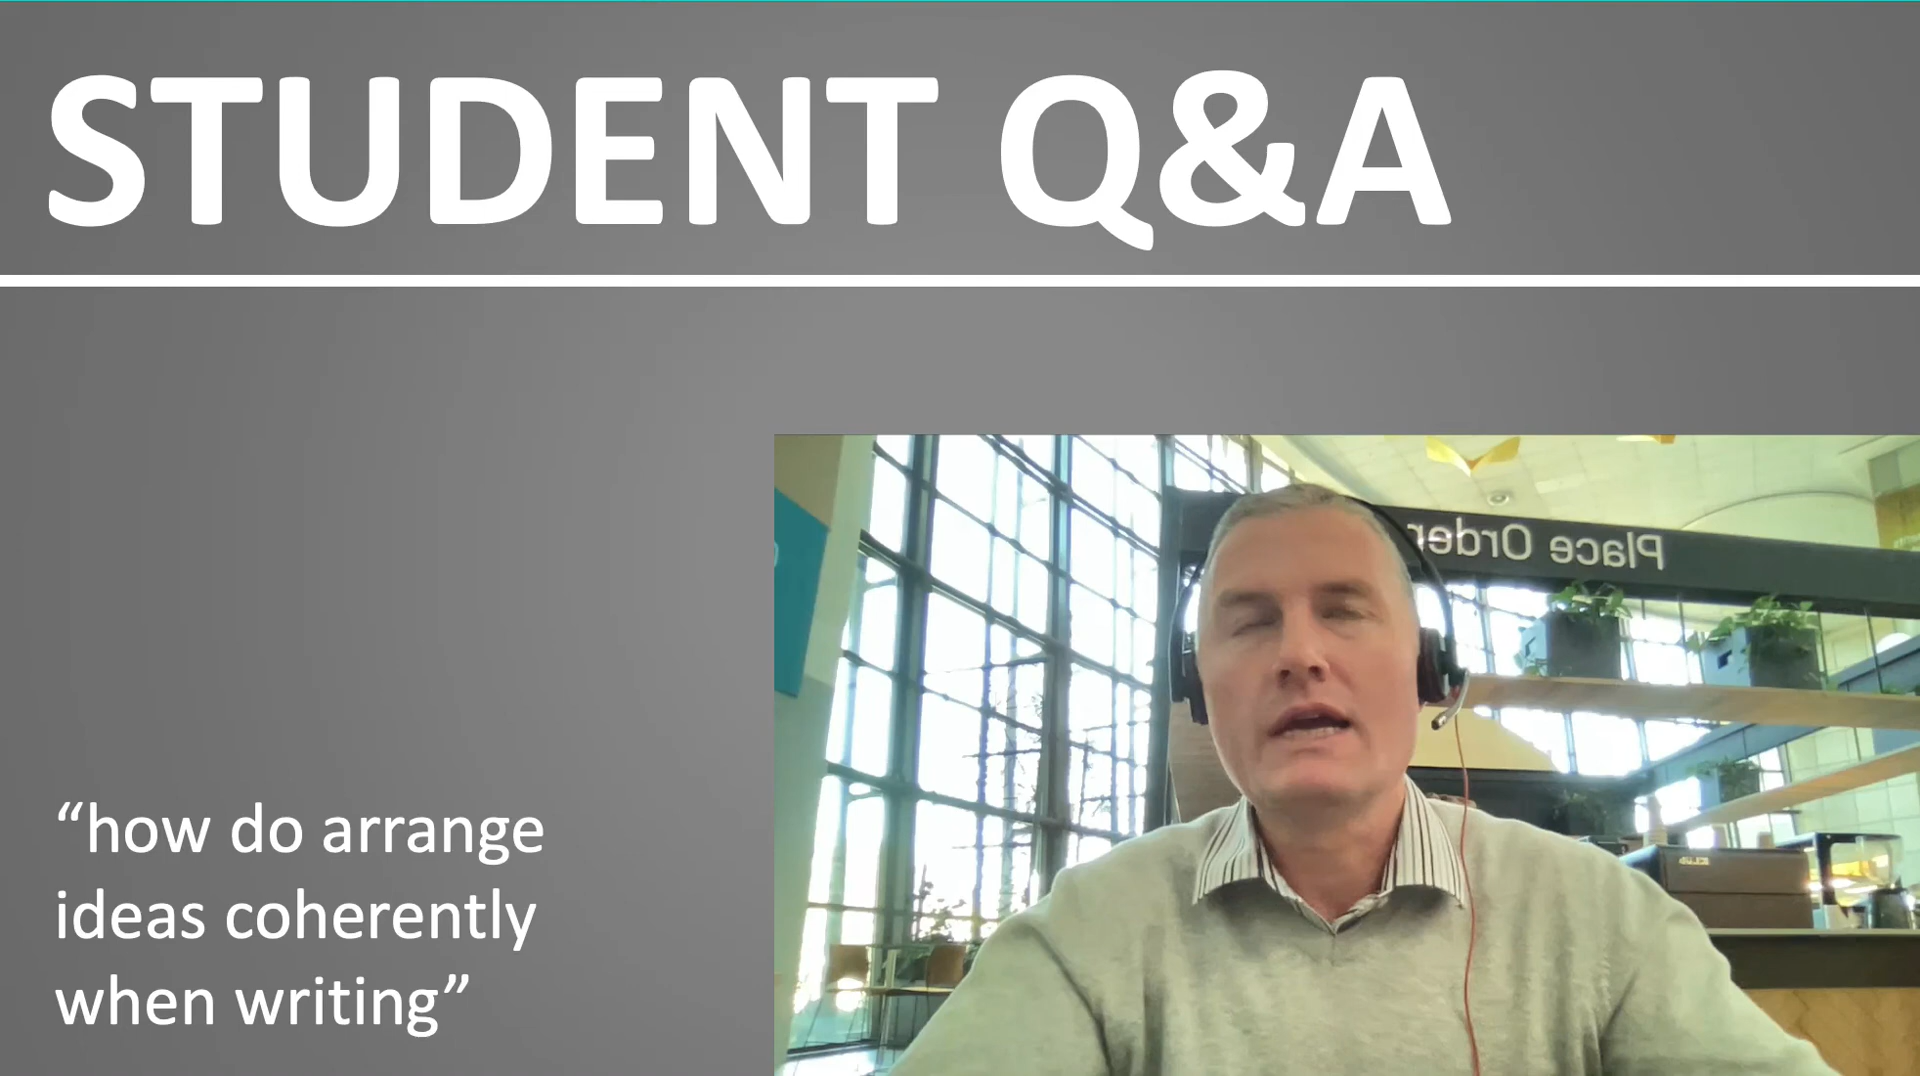 STUDENT Q&A
Place Order
“how do arrange
ideas coherently
when writing”